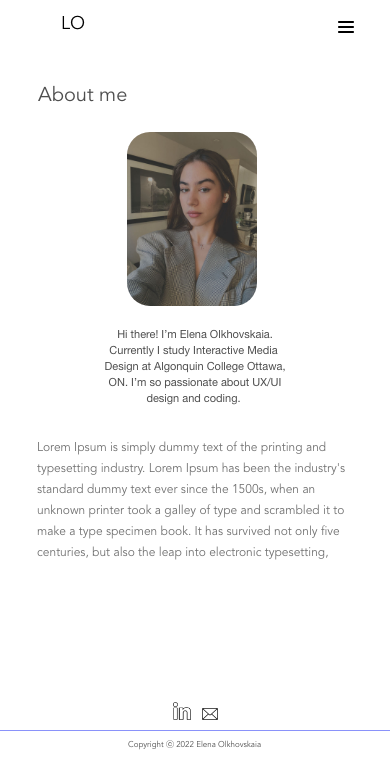 LO
About me
Hi there! I'm Elena Olkhovskaia.
Currently I study Interactive Media
Design at Algonquin College Ottawa,
ON. I'm so passionate about UX/UI
design and coding.
Lorem Ipsum is simply dummy text of the printing and
typesetting industry. Lorem Ipsum has been the industry's
standard dummy text ever since the 1500s, when an
unknown printer took a galley of type and scrambled it to
make a type specimen book. It has survived not only five
centuries, but also the leap into electronic typesetting,
in
Copyright © 2022 Elena Olkhovskaia